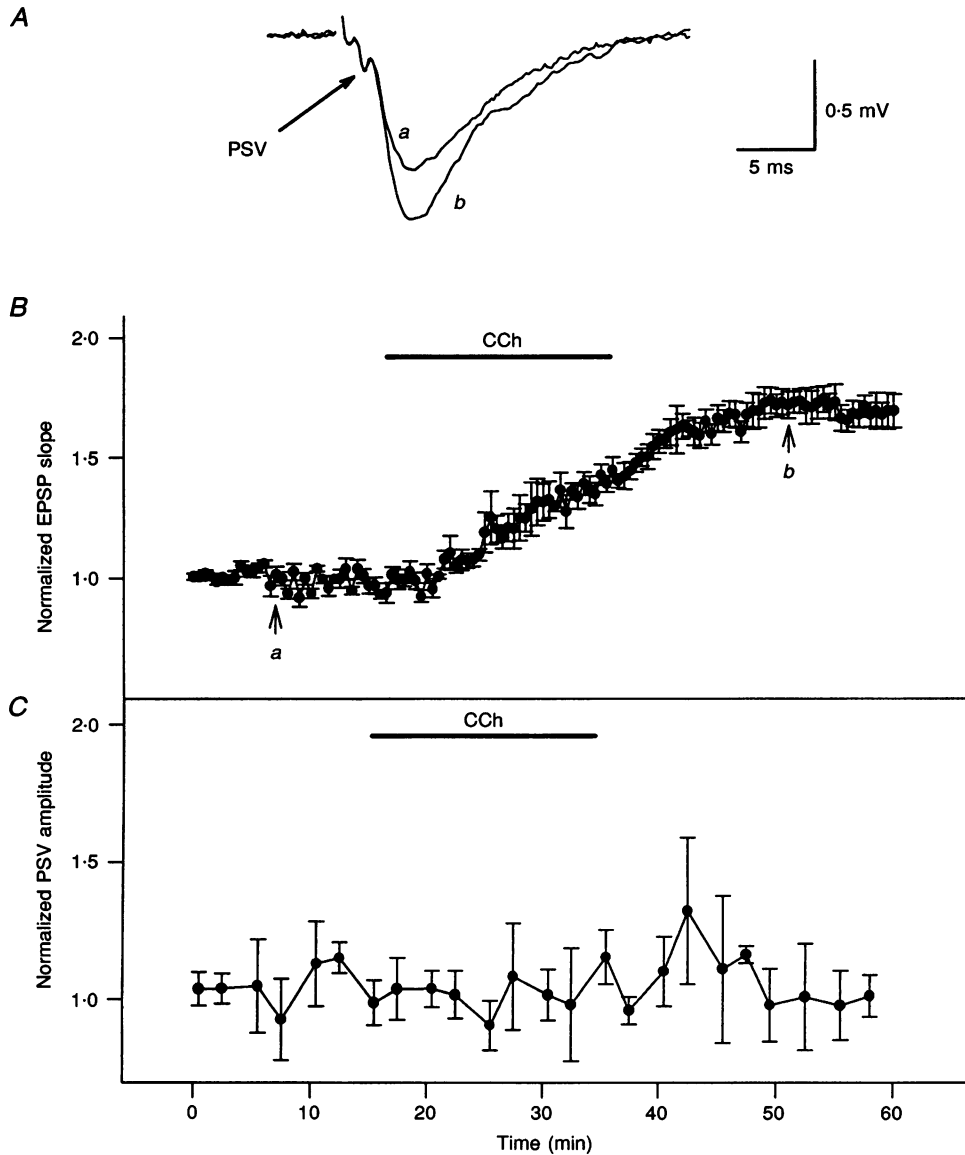 A
PSV
a
b
0·5 mV
5 ms
B
Normalized EPSP slope
2·0
1·5
1·0
CCh
a
b
C
Normalized PSV amplitude
2·0
1·5
1·0
CCh
0 10 20 30 40 50 60
Time (min)